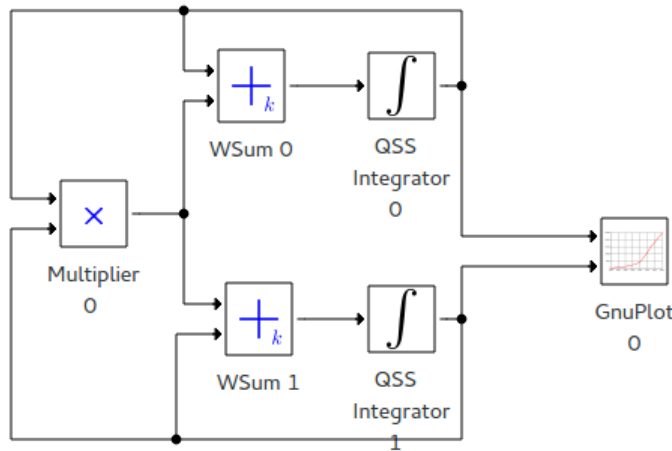 k
WSum 0
QSS
Integrator
0
×
Multiplier
0
k
WSum 1
QSS
Integrator
1
GnuPlot
0